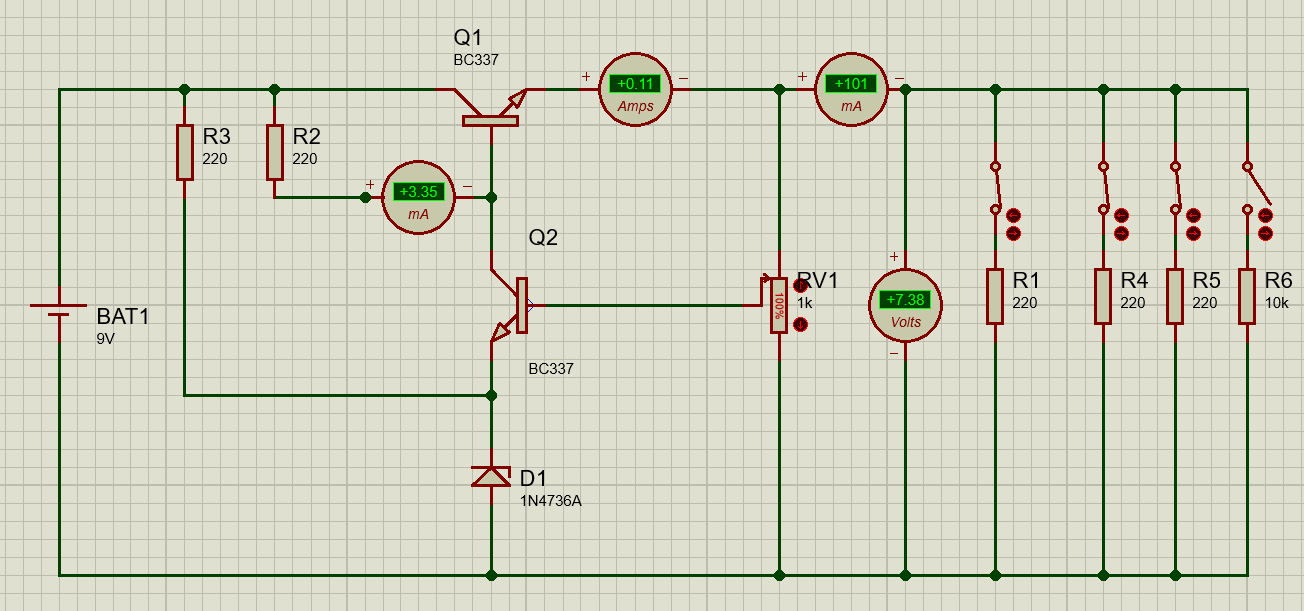 Q1
BC337
+ +0.11 −
Amps
+ +101 −
mA
R3
220
R2
220
+ +3.35 −
mA
Q2
BC337
BAT1
9V
RV1
1k
100%
+
+7.38
Volts
−
R1
220
R4
220
R5
220
R6
10k
D1
1N4736A